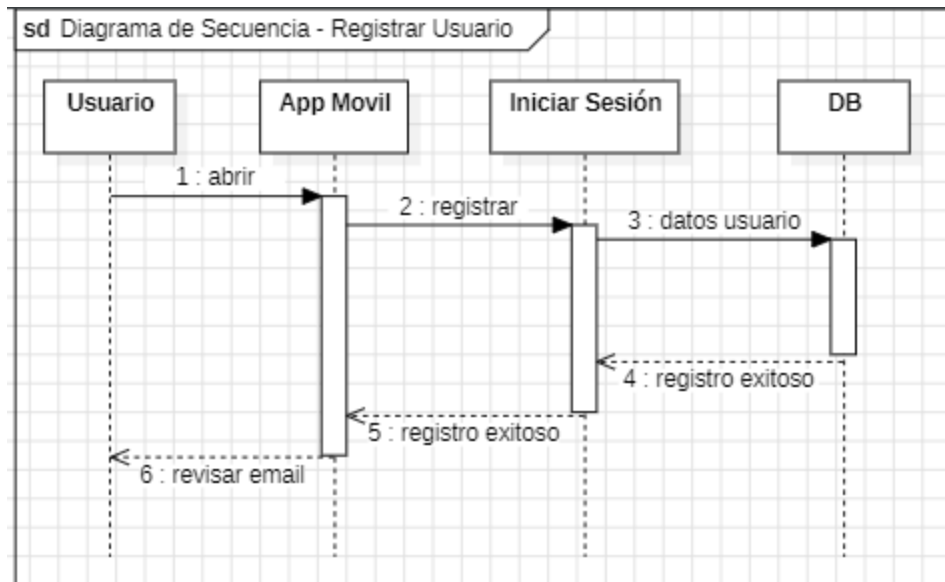 sd Diagrama de Secuencia - Registrar Usuario
Usuario
App Movil
Iniciar Sesión
DB
1 : abrir
2 : registrar
3 : datos usuario
4 : registro exitoso
5 : registro exitoso
6 : revisar email